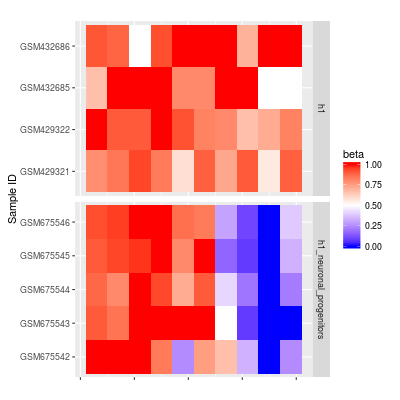 GSM432686
GSM432685
GSM429322
GSM429321
h1
GSM675546
GSM675545
GSM675544
GSM675543
GSM675542
h1_neuronal_progenitors
Sample ID
beta
1.00
0.75
0.50
0.25
0.00